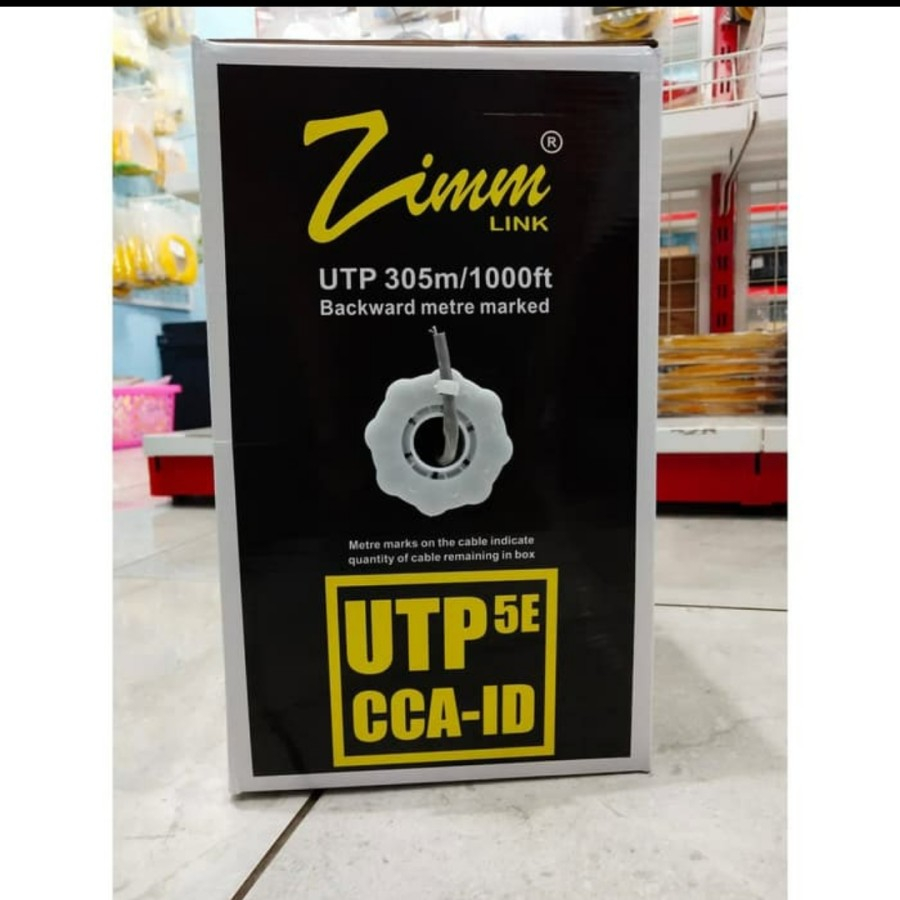 Zimm ®
LINK
UTP 305m/1000ft
Backward metre marked
Metre marks on the cable indicate
quantity of cable remaining in box
UTP 5E
CCA-ID